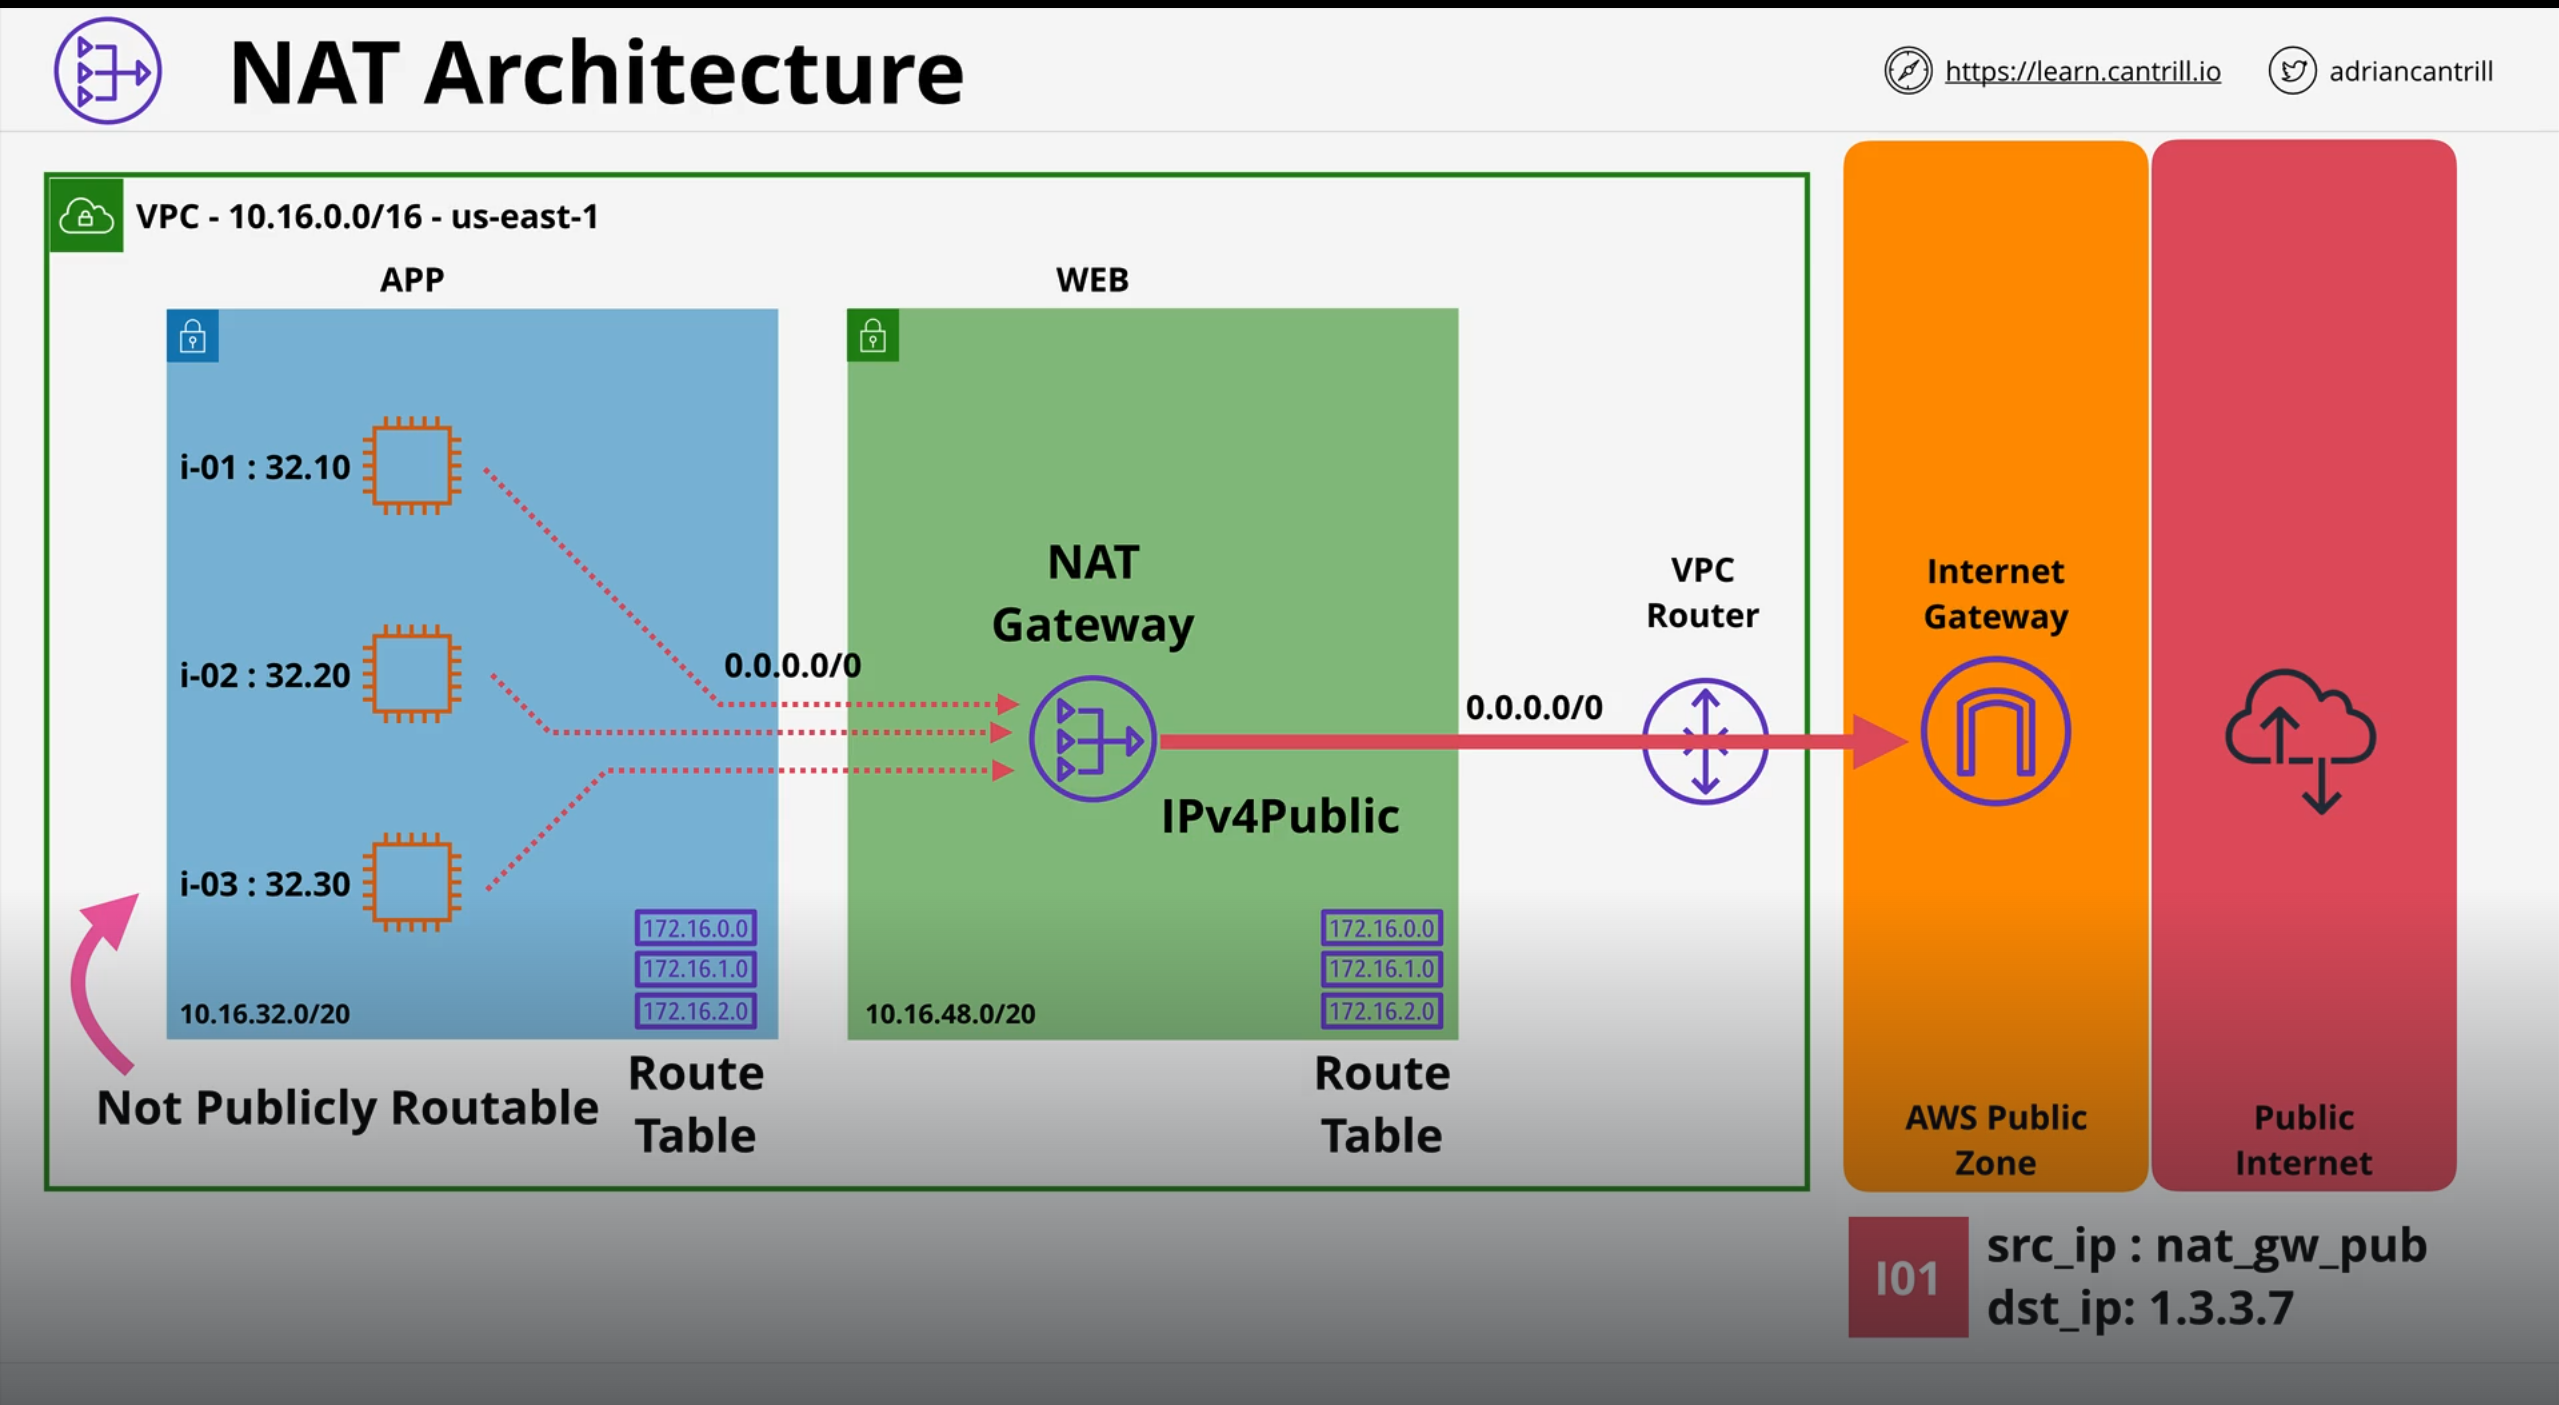 NAT Architecture
https://learn.cantrill.io
adriancantrill
VPC - 10.16.0.0/16 - us-east-1
APP
WEB
i-01 : 32.10
i-02 : 32.20
i-03 : 32.30
0.0.0.0/0
NAT
Gateway
IPv4Public
0.0.0.0/0
VPC
Router
Internet
Gateway
172.16.0.0
172.16.1.0
172.16.2.0
10.16.32.0/20
172.16.0.0
172.16.1.0
172.16.2.0
10.16.48.0/20
Not Publicly Routable
Route
Table
Route
Table
AWS Public
Zone
Public
Internet
I01
src_ip : nat_gw_pub
dst_ip: 1.3.3.7